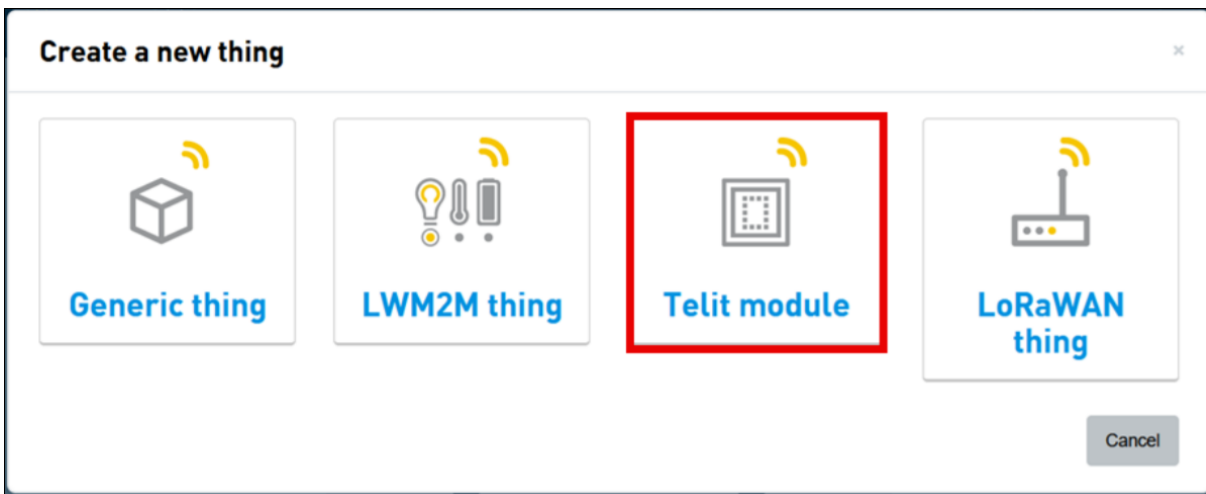 Create a new thing
×
Generic thing
LWM2M thing
Telit module
LoRaWAN
thing
Cancel